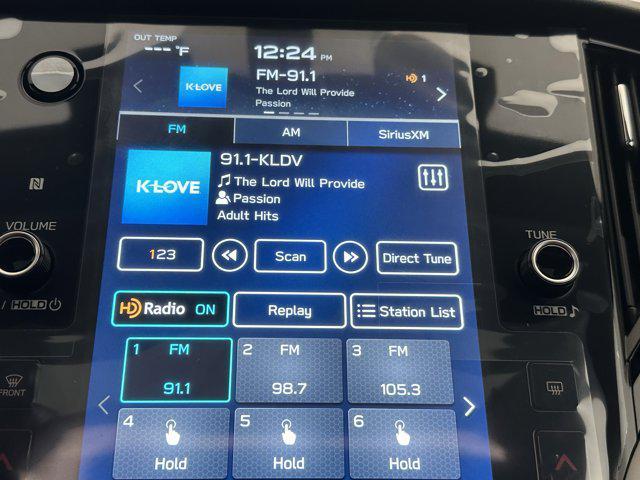 OUT TEMP
---°F
12:24 PM
K-LOVE
FM-91.1
HD 1
The Lord Will Provide
Passion
FM AM SiriusXM
K-LOVE
91.1-KLDV
The Lord Will Provide
Passion
Adult Hits
N
VOLUME
TUNE
123 Scan Direct Tune
/ HOLD
HOLD
HD Radio ON Replay Station List
1 FM 2 FM 3 FM
91.1 98.7 105.3
FRONT
4 5 6
Hold Hold Hold